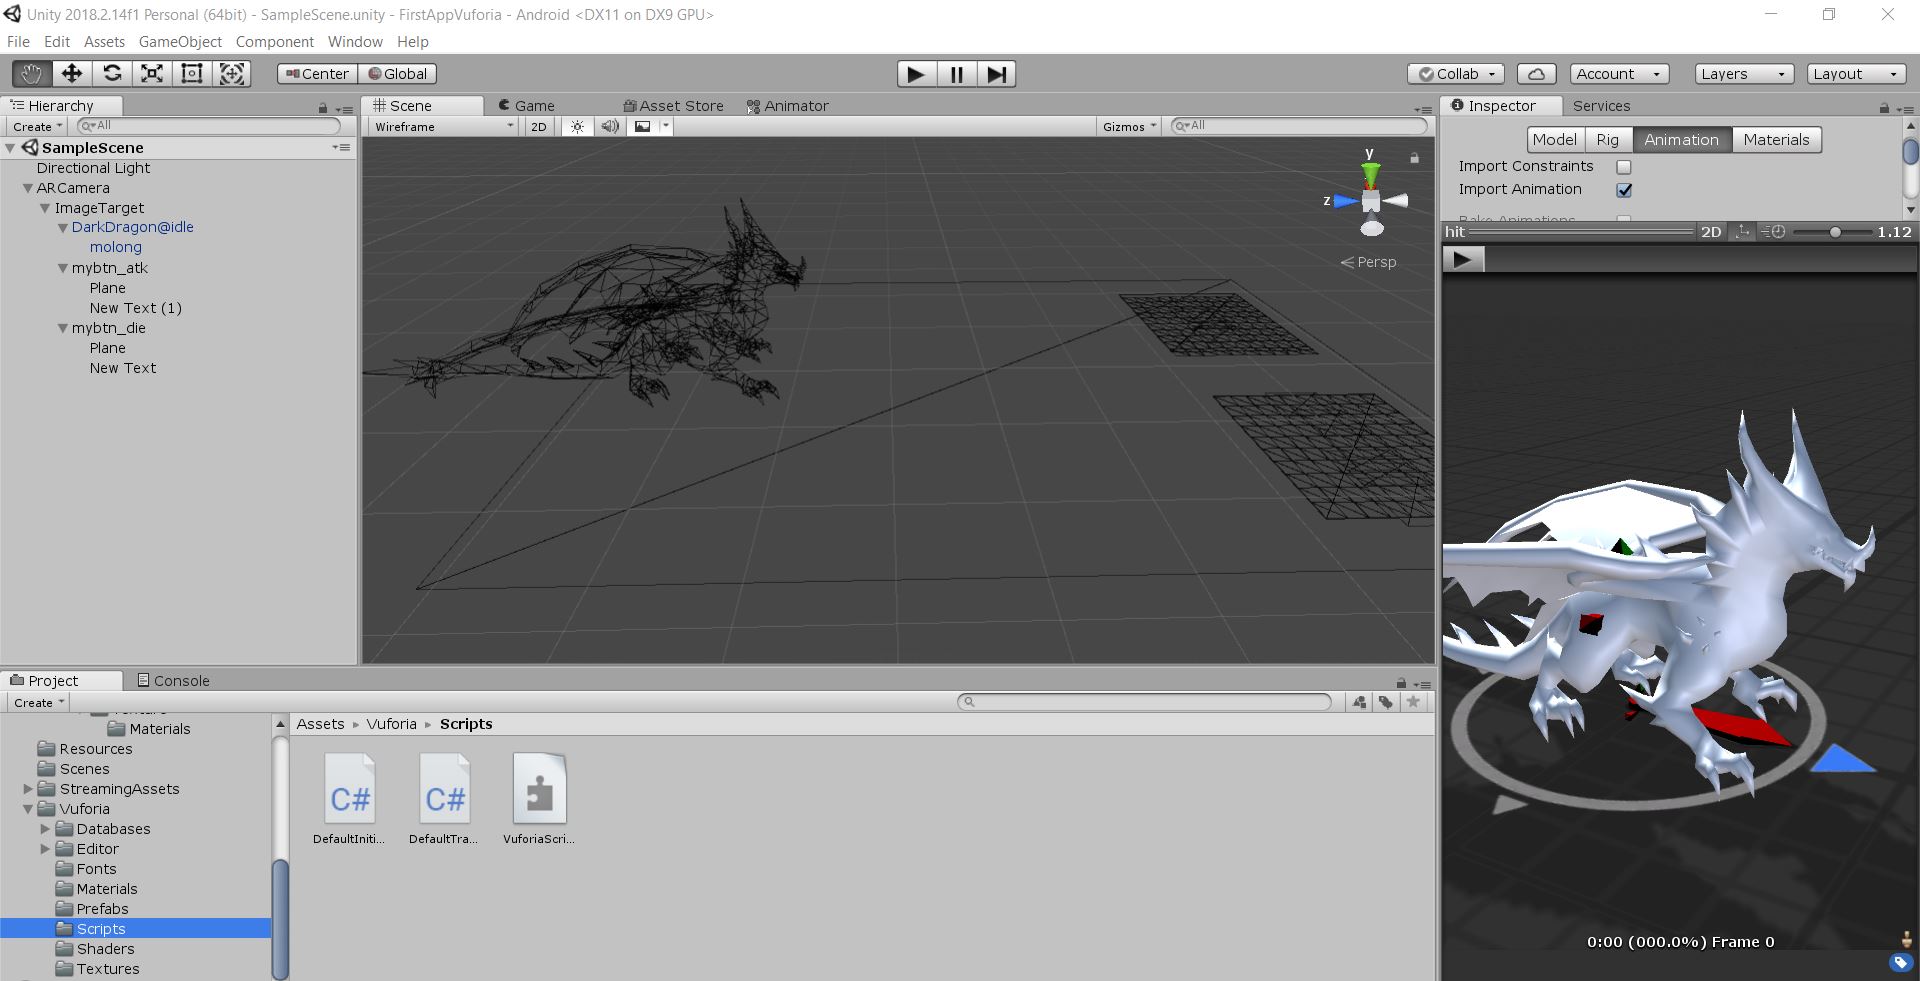 Unity 2018.2.14f1 Personal (64bit) - SampleScene.unity - FirstAppVuforia - Android <DX11 on DX9 GPU>
File Edit Assets GameObject Component Window Help
Center Global Collab Account Layers Layout
Hierarchy
Create All
SampleScene
Directional Light
ARCamera
ImageTarget
DarkDragon@idle
molong
mybtn_atk
Plane
New Text (1)
mybtn_die
Plane
New Text
Scene Game Asset Store Animator
Wireframe 2D Gizmos All
y
z
Persp
Inspector Services
Model Rig Animation Materials
Import Constraints
Import Animation
Bake Animations
hit 2D 1.12
0:00 (000.0%) Frame 0
Project Console
Create
Materials
Resources
Scenes
StreamingAssets
Vuforia
Databases
Editor
Fonts
Materials
Prefabs
Scripts
Shaders
Textures
Assets Vuforia Scripts
C# C#
DefaultIniti... DefaultTra... VuforiaScri...